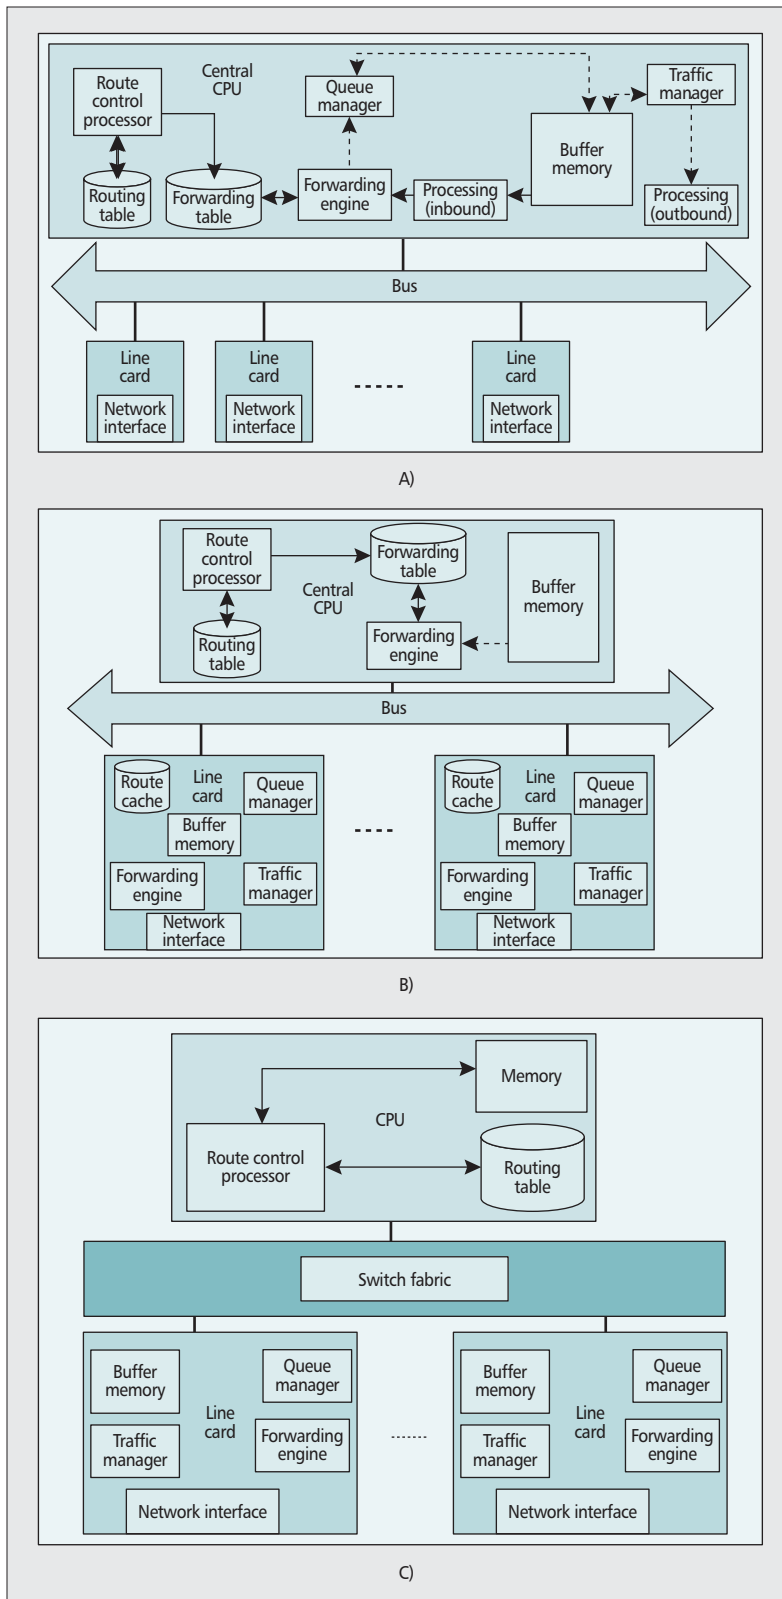 Route
control
processor
Central
CPU
Queue
manager
Traffic
manager
Buffer
memory
Routing
table
Forwarding
table
Forwarding
engine
Processing
(inbound)
Processing
(outbound)
Bus
Line
card
Network
interface
Line
card
Network
interface
Line
card
Network
interface
A)
Route
control
processor
Central
CPU
Forwarding
table
Buffer
memory
Routing
table
Forwarding
engine
Bus
Route
cache
Line
card
Queue
manager
Buffer
memory
Forwarding
engine
Traffic
manager
Network
interface
Route
cache
Line
card
Queue
manager
Buffer
memory
Forwarding
engine
Traffic
manager
Network
interface
B)
Memory
CPU
Route control
processor
Routing
table
Switch fabric
Buffer
memory
Queue
manager
Line
card
Traffic
manager
Forwarding
engine
Network interface
Buffer
memory
Queue
manager
Line
card
Traffic
manager
Forwarding
engine
Network interface
C)